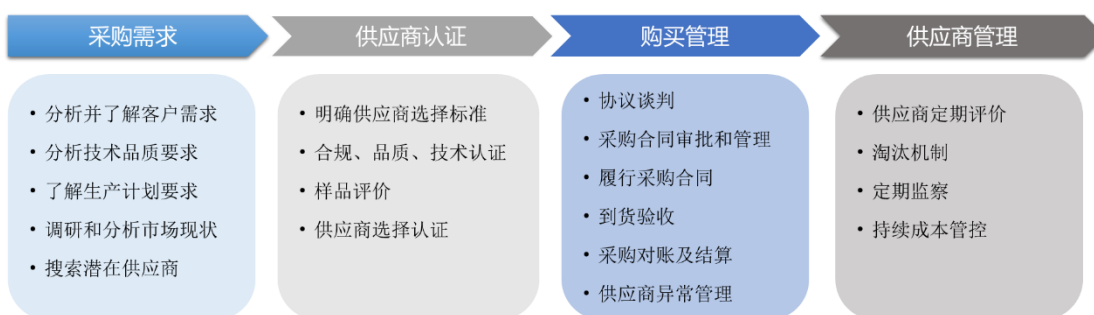 采购需求
• 分析并了解客户需求
• 分析技术品质要求
• 了解生产计划要求
• 调研和分析市场现状
• 搜索潜在供应商
供应商认证
• 明确供应商选择标准
• 合规、品质、技术认证
• 样品评价
• 供应商选择认证
购买管理
• 协议谈判
• 采购合同审批和管理
• 履行采购合同
• 到货验收
• 采购对账及结算
• 供应商异常管理
供应商管理
• 供应商定期评价
• 淘汰机制
• 定期监察
• 持续成本管控